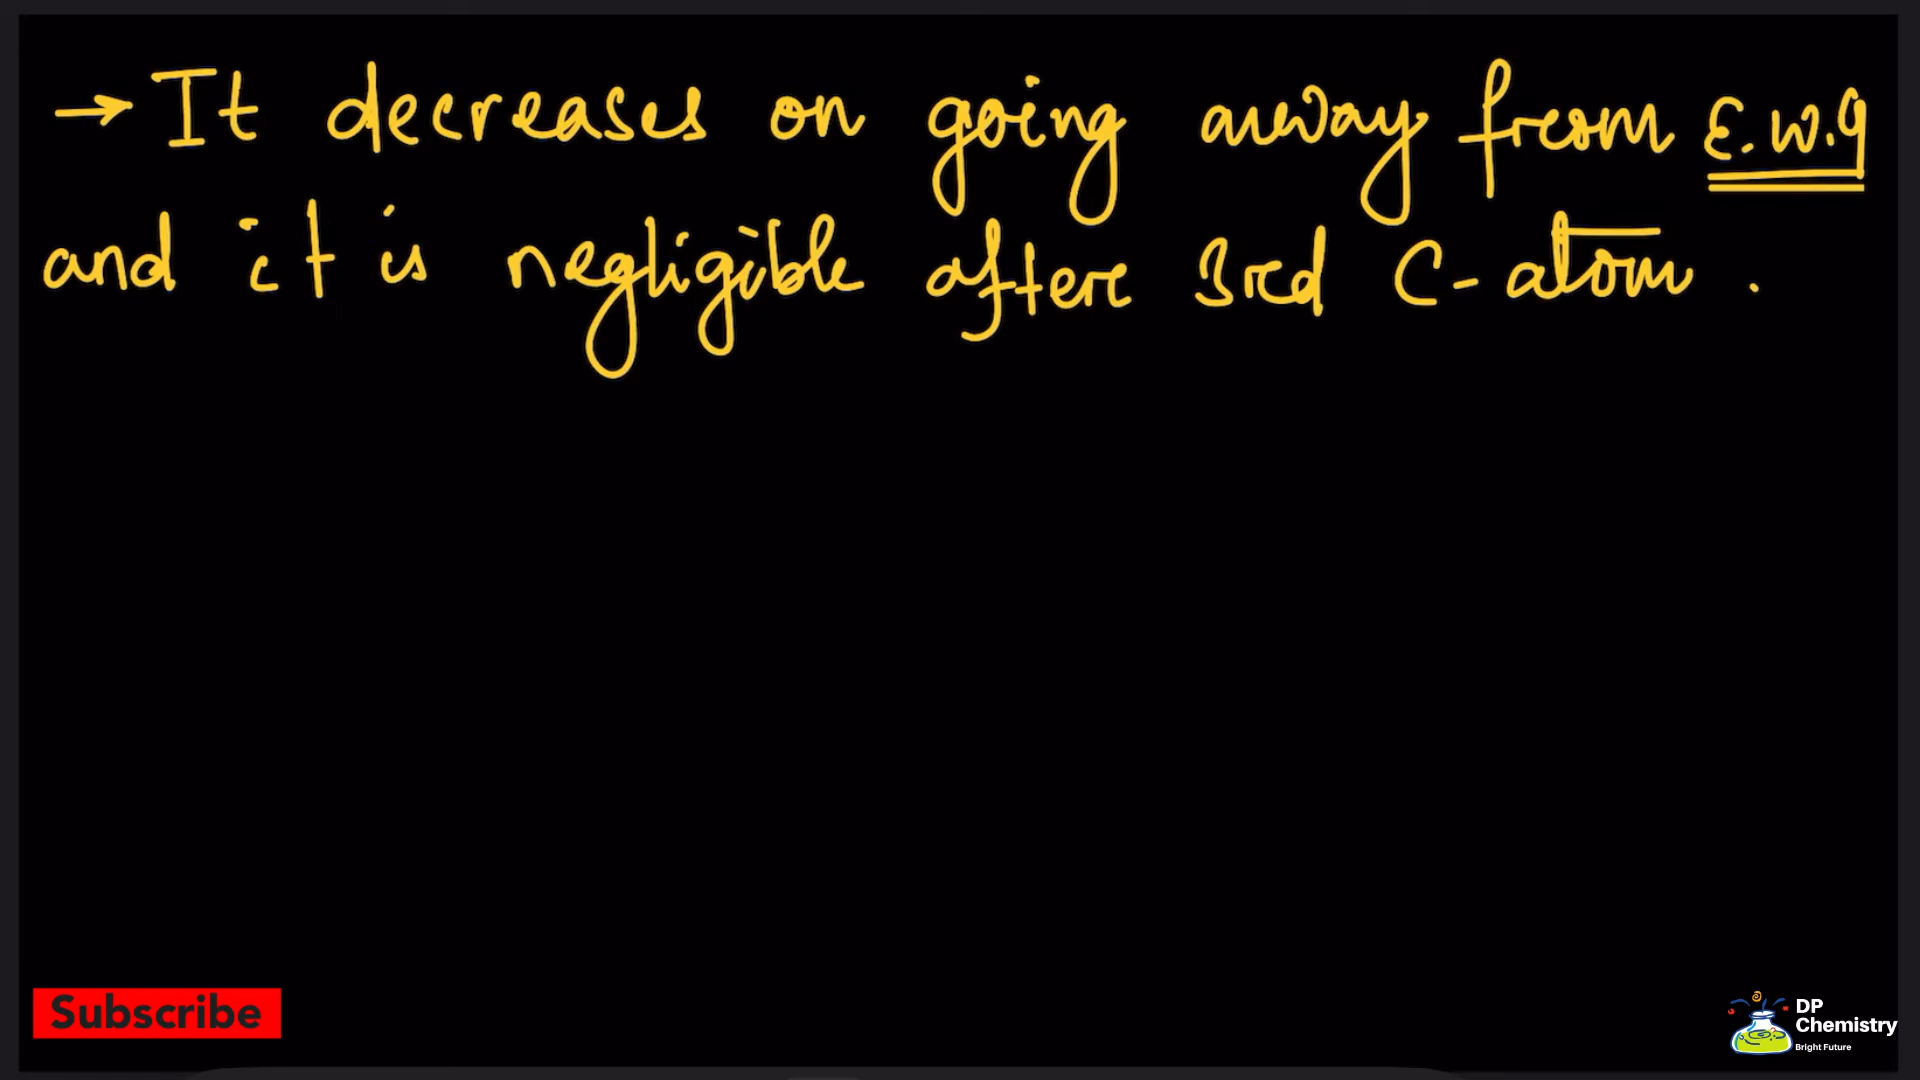 → It decreases on going away from E.W.G
and it is negligible after 3rd C-atom .
Subscribe
DP
Chemistry
Bright Future